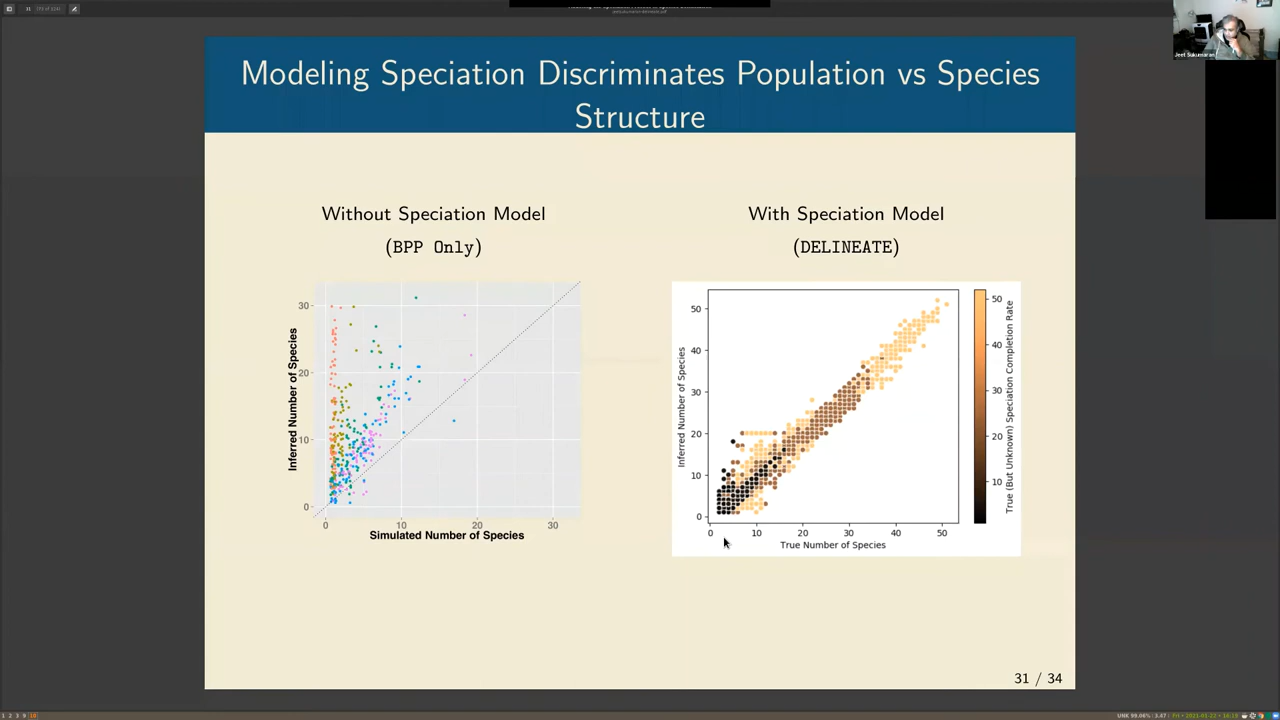 31
Jeet Sukumaran
Modeling Speciation Discriminates Population vs Species
Structure
Without Speciation Model
(BPP Only)
With Speciation Model
(DELINEATE)
Inferred Number of Species
30
20
10
0
0 10 20 30
Simulated Number of Species
Inferred Number of Species
50
40
30
20
10
0
0 10 20 30 40 50
True Number of Species
50
40
30
20
10
True (But Unknown) Speciation Completion Rate
31 / 34